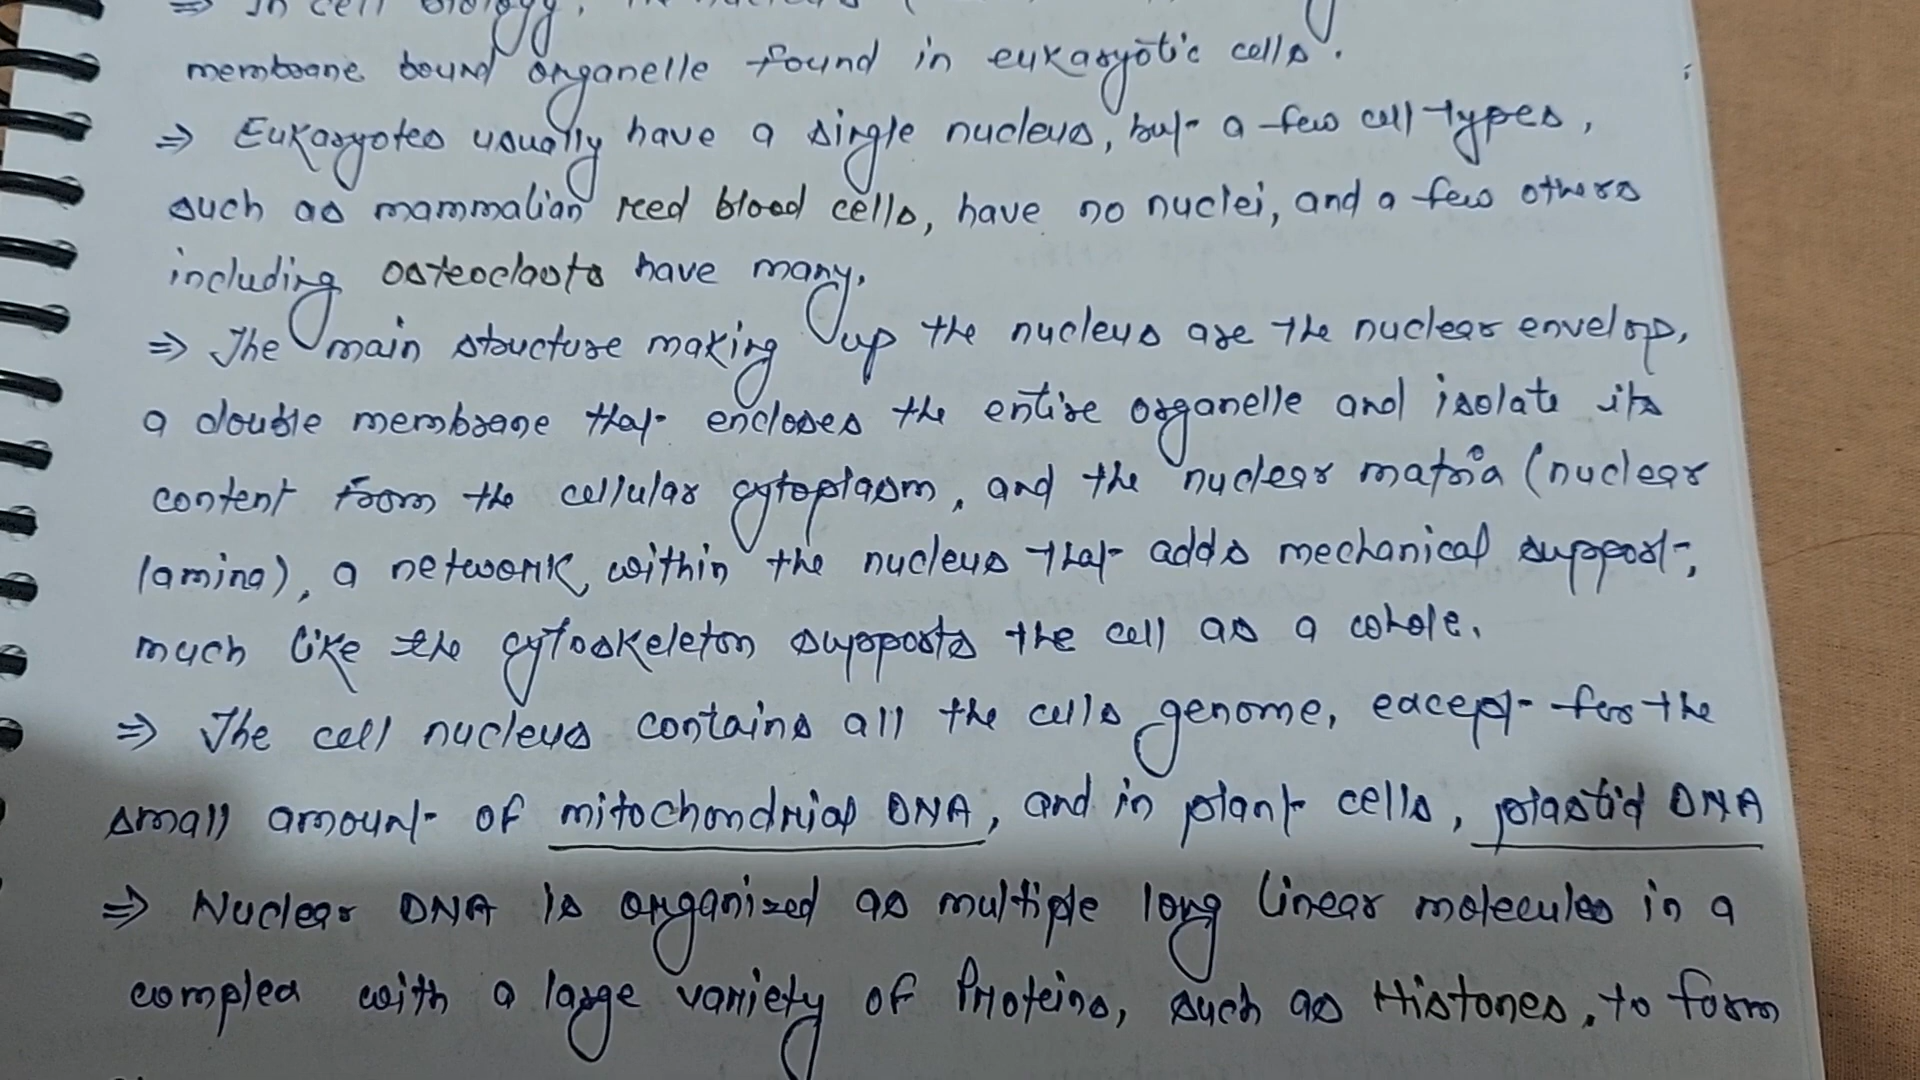 ⇒ In cell biology, the nucleus (
membrane bound organelle found in eukaryotic cells.
⇒ Eukaryotes usually have a single nucleus, but a few cell types,
such as mammalian reed blood cells, have no nuclei, and a few others
including osteoclasts have many.
⇒ The main structure making up the nucleus are the nuclear envelop,
a double membrane that encloses the entire organelle and isolate its
content from the cellular cytoplasm, and the nuclear matrix (nuclear
lamina), a network within the nucleus that adds mechanical support,
much like the cytoskeleton supports the cell as a whole.
⇒ The cell nucleus contains all the cells genome, except for the
small amount of mitochondrial DNA, and in plant cells, plastid DNA
⇒ Nuclear DNA is organized as multiple long linear molecules in a
complex with a large variety of Proteins, such as Histones, to form